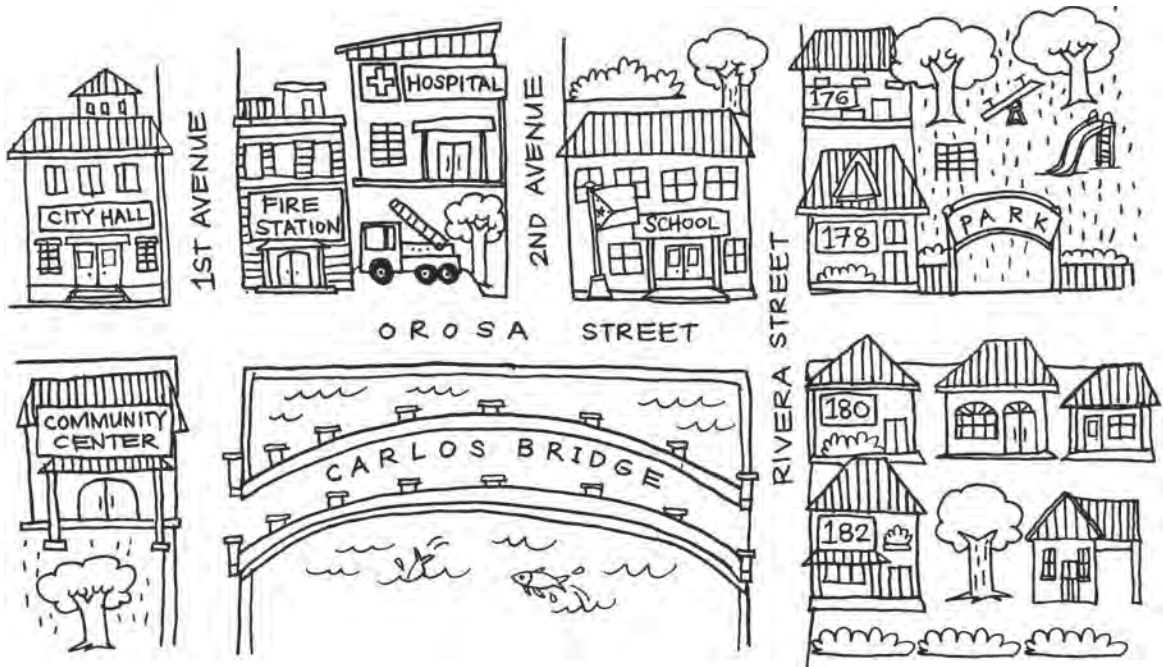 CITY HALL
1ST AVENUE
FIRE
STATION
HOSPITAL
2ND AVENUE
SCHOOL
176
178
PARK
OROSA STREET
RIVERA STREET
COMMUNITY
CENTER
CARLOS BRIDGE
180
182